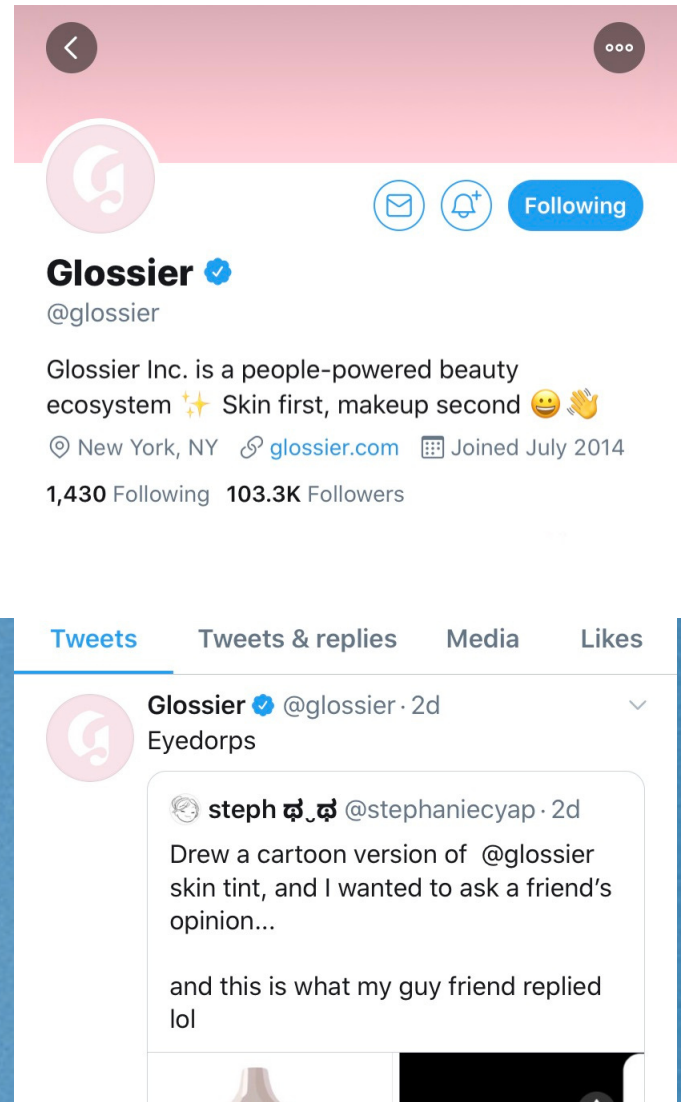 Following
Glossier
@glossier
Glossier Inc. is a people-powered beauty
ecosystem ✨ Skin first, makeup second 😀 👋
New York, NY glossier.com Joined July 2014
1,430 Following 103.3K Followers
Tweets Tweets & replies Media Likes
Glossier @glossier · 2d
Eyedorps
steph ಥ_ಥ @stephaniecyap · 2d
Drew a cartoon version of @glossier
skin tint, and I wanted to ask a friend’s
opinion...
and this is what my guy friend replied
lol